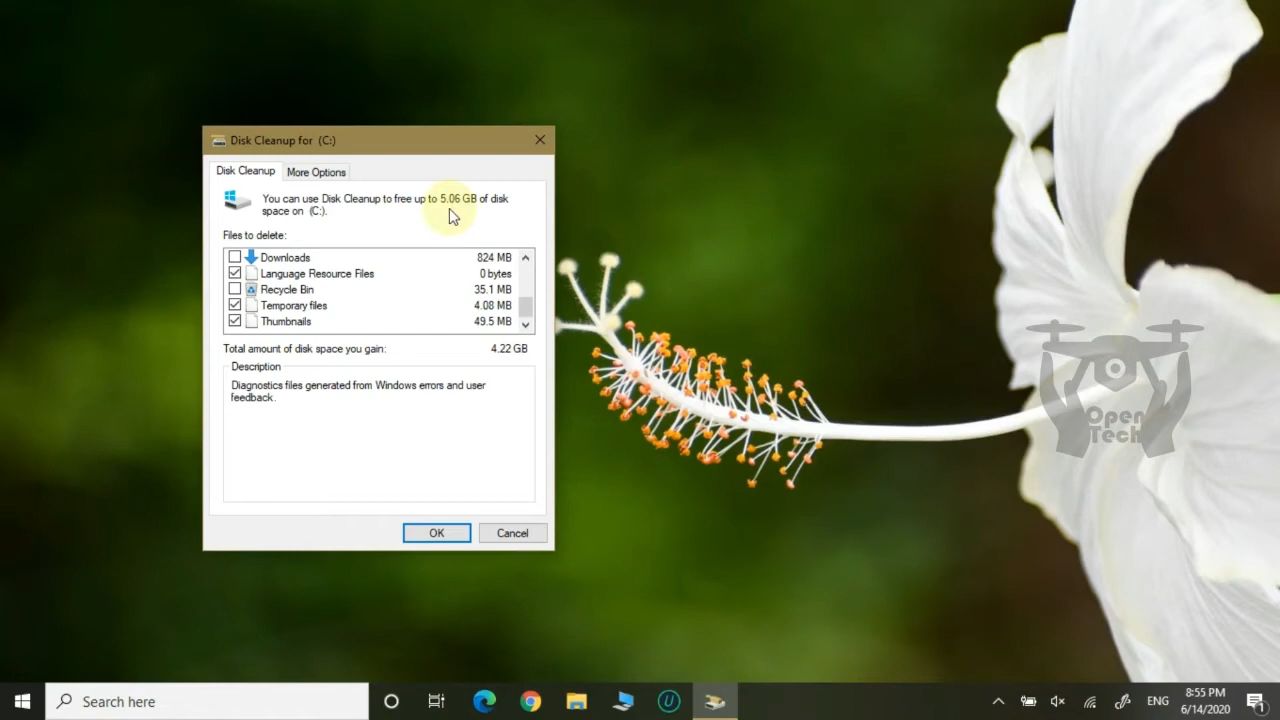 Disk Cleanup for (C:)
Disk Cleanup
More Options
You can use Disk Cleanup to free up to 5.06 GB of disk
space on (C:).
Files to delete:
Downloads 824 MB
Language Resource Files 0 bytes
Recycle Bin 35.1 MB
Temporary files 4.08 MB
Thumbnails 49.5 MB
Total amount of disk space you gain: 4.22 GB
Description
Diagnostics files generated from Windows errors and user
feedback.
OK
Cancel
Open
Tech
Search here
U
ENG
8:55 PM
6/14/2020
1